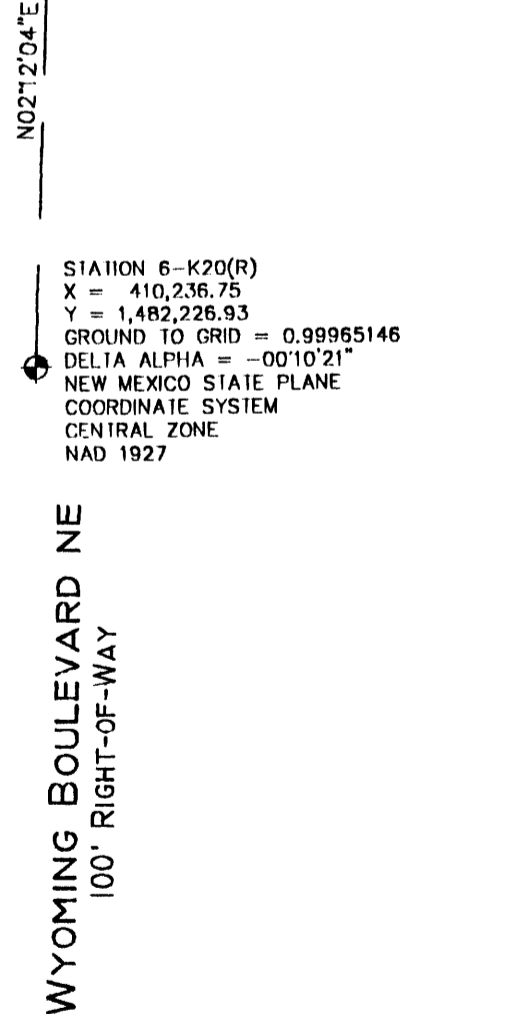 N02°12'04"E
STATION 6-K20(R)
X = 410,236.75
Y = 1,482,226.93
GROUND TO GRID = 0.99965146
DELTA ALPHA = -00°10'21"
NEW MEXICO STATE PLANE
COORDINATE SYSTEM
CENTRAL ZONE
NAD 1927
WYOMING BOULEVARD NE
100' RIGHT-OF-WAY